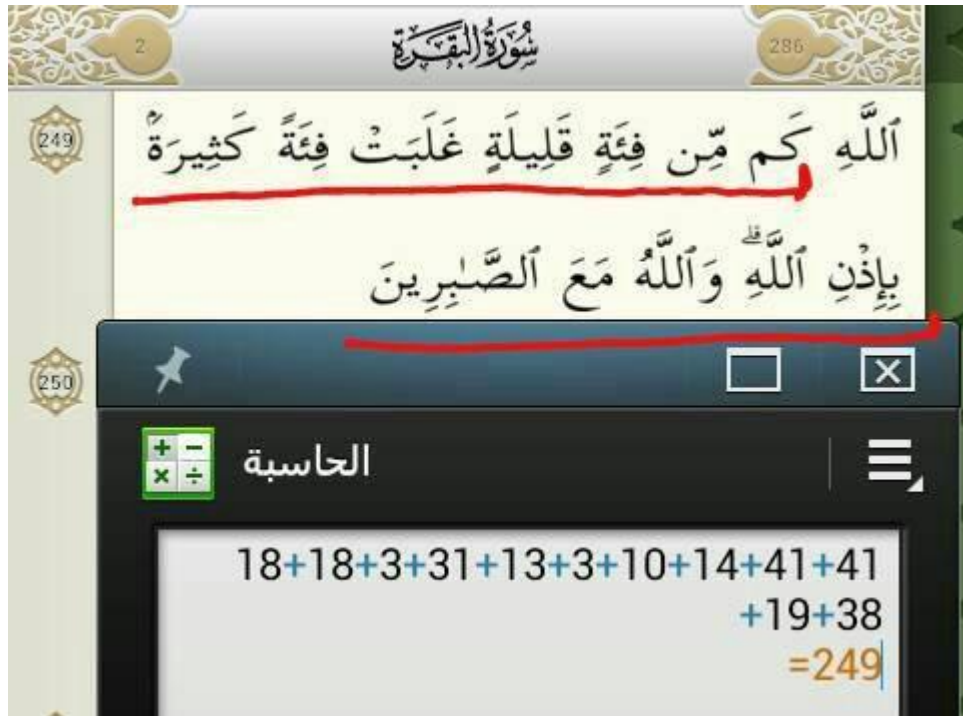 2 سُورَةُ البَقَرَةِ 286
249 ٱللَّهِ كَم مِّن فِئَةٍ قَلِيلَةٍ غَلَبَتْ فِئَةً كَثِيرَةًۢ
بِإِذْنِ ٱللَّهِۗ وَٱللَّهُ مَعَ ٱلصَّـٰبِرِينَ
250
الحاسبة
18+18+3+31+13+3+10+14+41+41
+19+38
=249